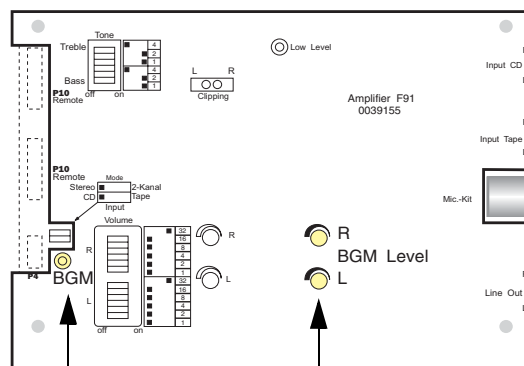 Tone
Treble
4
2
1
4
2
1
Bass
off on
P10
Remote
L R
Clipping
Low Level
Amplifier F91
0039155
Input CD
Input Tape
Mic.-Kit
Line Out
P10
Remote
Mode
Stereo 2-Kanal
CD Tape
Input
Volume
R
32
16
8
4
2
1
L
32
16
8
4
2
1
off on
R
L
P4
BGM
R
BGM Level
L